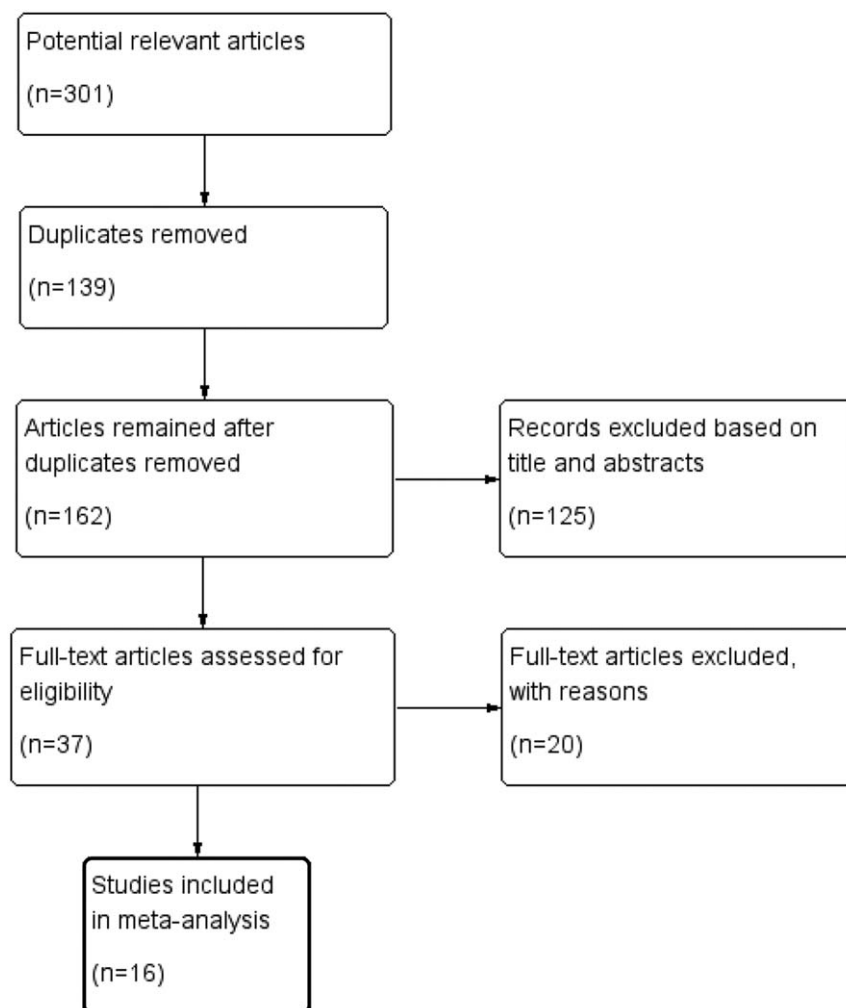 Potential relevant articles
(n=301)
Duplicates removed
(n=139)
Articles remained after
duplicates removed
(n=162)
Records excluded based on
title and abstracts
(n=125)
Full-text articles assessed for
eligibility
(n=37)
Full-text articles excluded,
with reasons
(n=20)
Studies included
in meta-analysis
(n=16)